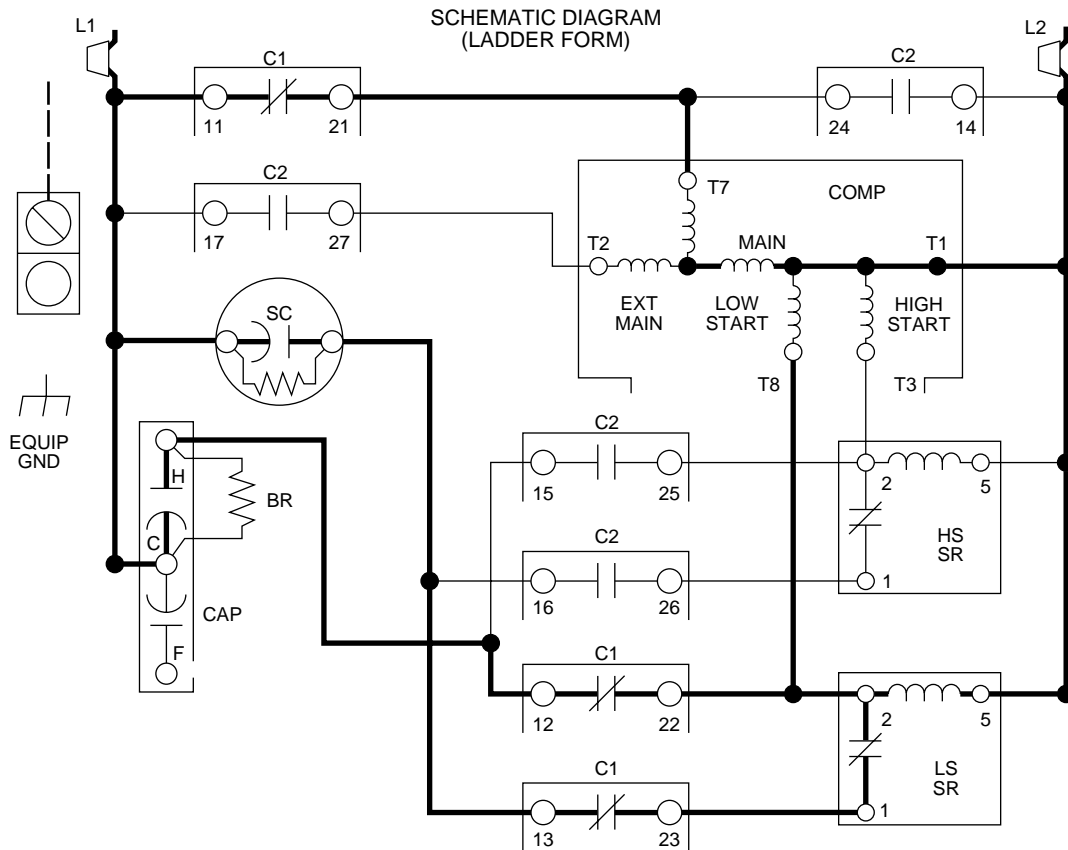 SCHEMATIC DIAGRAM
(LADDER FORM)
L1
L2
C1
11
21
C2
24
14
C2
17
27
COMP
T7
T2
MAIN
T1
EXT
MAIN
LOW
START
HIGH
START
T8
T3
SC
EQUIP
GND
H
BR
C
CAP
F
C2
15
25
2
5
HS
SR
1
C2
16
26
C1
12
22
2
5
LS
SR
1
C1
13
23